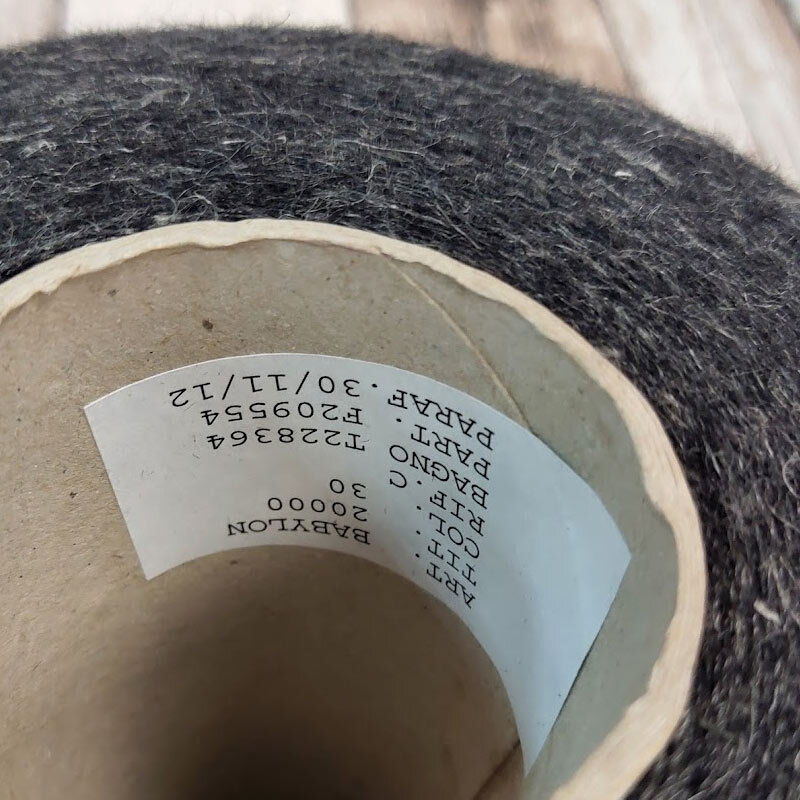 ART. BABYLON
TIT. 20000
COL. 30
RIF.C
BAGNO T228364
PART. F209554
PARAF. 30/11/12